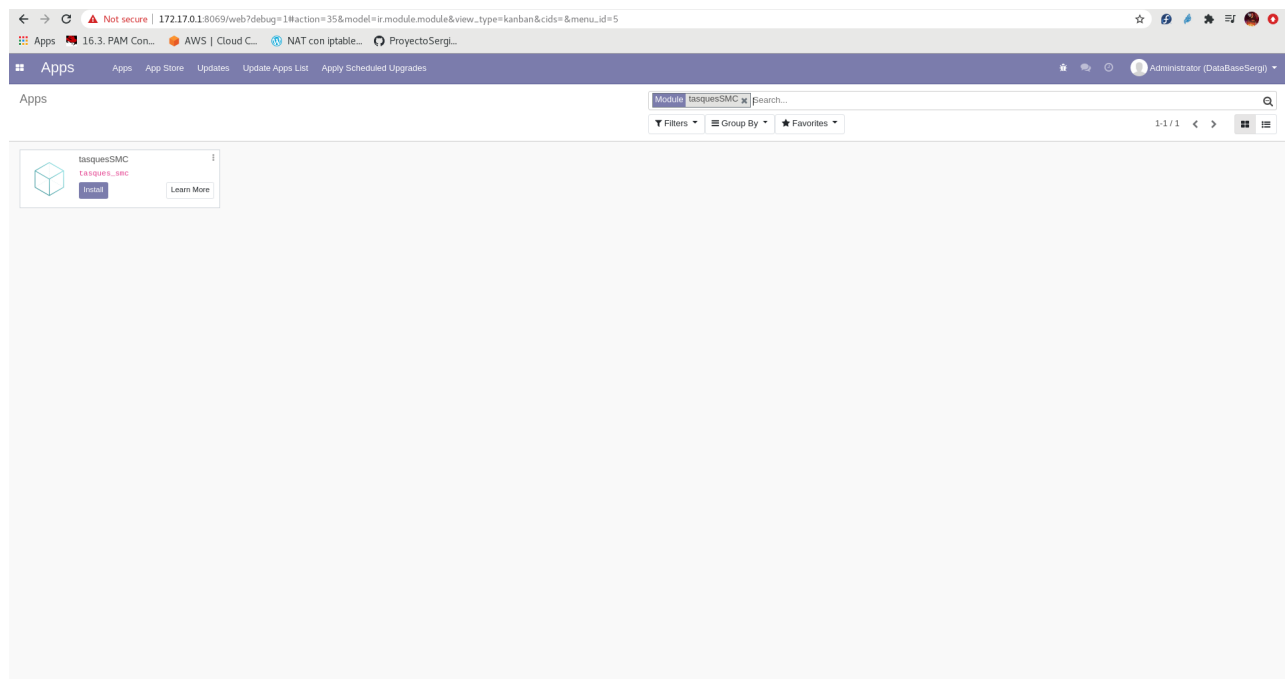 Not secure | 172.17.0.1:8069/web?debug=1#action=35&model=ir.module.module&view_type=kanban&cids=&menu_id=5
Apps 16.3. PAM Con... AWS | Cloud C... NAT con iptable... ProyectoSergi...
Apps Apps App Store Updates Update Apps List Apply Scheduled Upgrades Administrator (DataBaseSergi)
Apps Module tasquesSMC Search...
Filters Group By Favorites 1-1 / 1
tasquesSMC
tasques_smc
Install Learn More